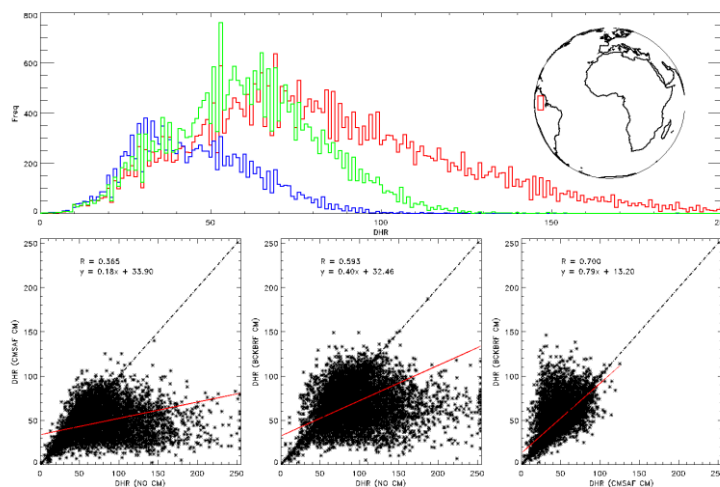 800
600
400
200
0
Freq
0
50
100
150
DHR
R = 0.365
y = 0.18x + 33.90
250
200
150
100
50
0
DHR (CMSAF CM)
0 50 100 150 200 250
DHR (NO CM)
R = 0.593
y = 0.40x + 32.46
250
200
150
100
50
0
DHR (BCKBRF CM)
0 50 100 150 200 250
DHR (NO CM)
R = 0.700
y = 0.79x + 13.20
250
200
150
100
50
0
DHR (BCKBRF CM)
0 50 100 150 200 250
DHR (CMSAF CM)